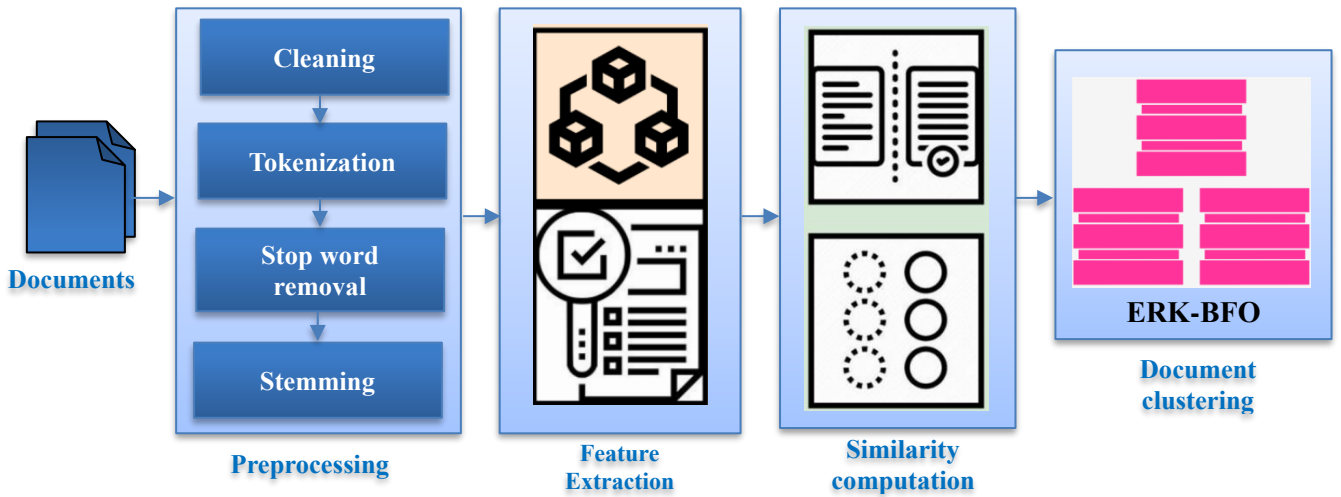 Documents
Cleaning
Tokenization
Stop word
removal
Stemming
Preprocessing
Feature
Extraction
Similarity
computation
ERK-BFO
Document
clustering